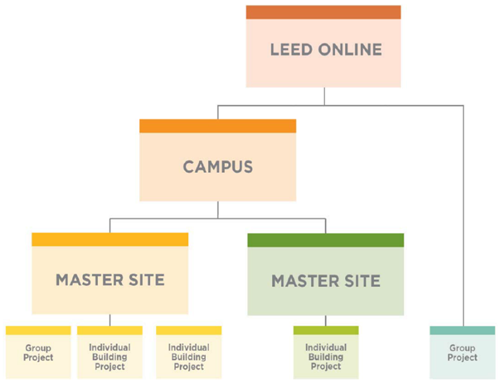 LEED ONLINE
CAMPUS
MASTER SITE
MASTER SITE
Group
Project
Individual
Building
Project
Individual
Building
Project
Individual
Building
Project
Group
Project